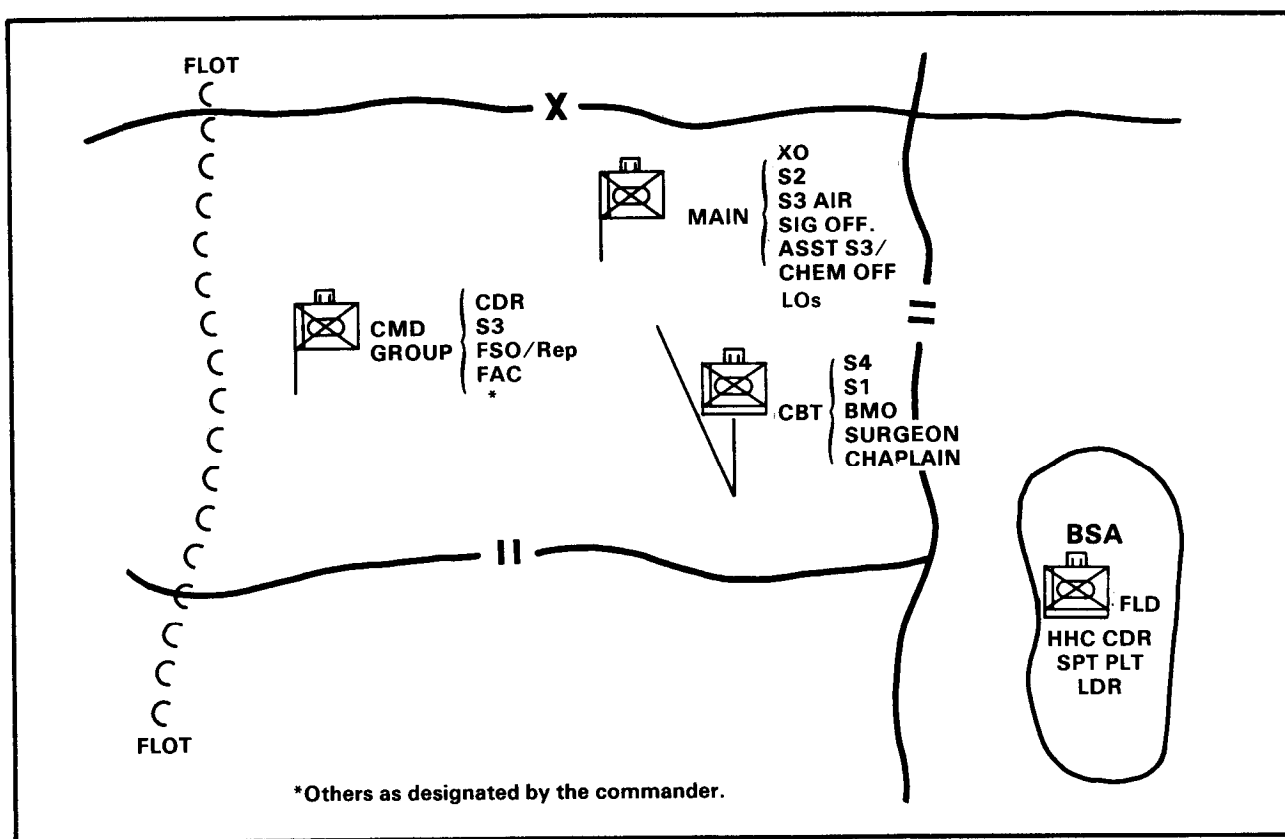 FLOT
X
MAIN
XO
S2
S3 AIR
SIG OFF.
ASST S3/
CHEM OFF
LOs
CMD
GROUP
CDR
S3
FSO/Rep
FAC
*
CBT
S4
S1
BMO
SURGEON
CHAPLAIN
II
BSA
FLD
HHC CDR
SPT PLT
LDR
FLOT
*Others as designated by the commander.